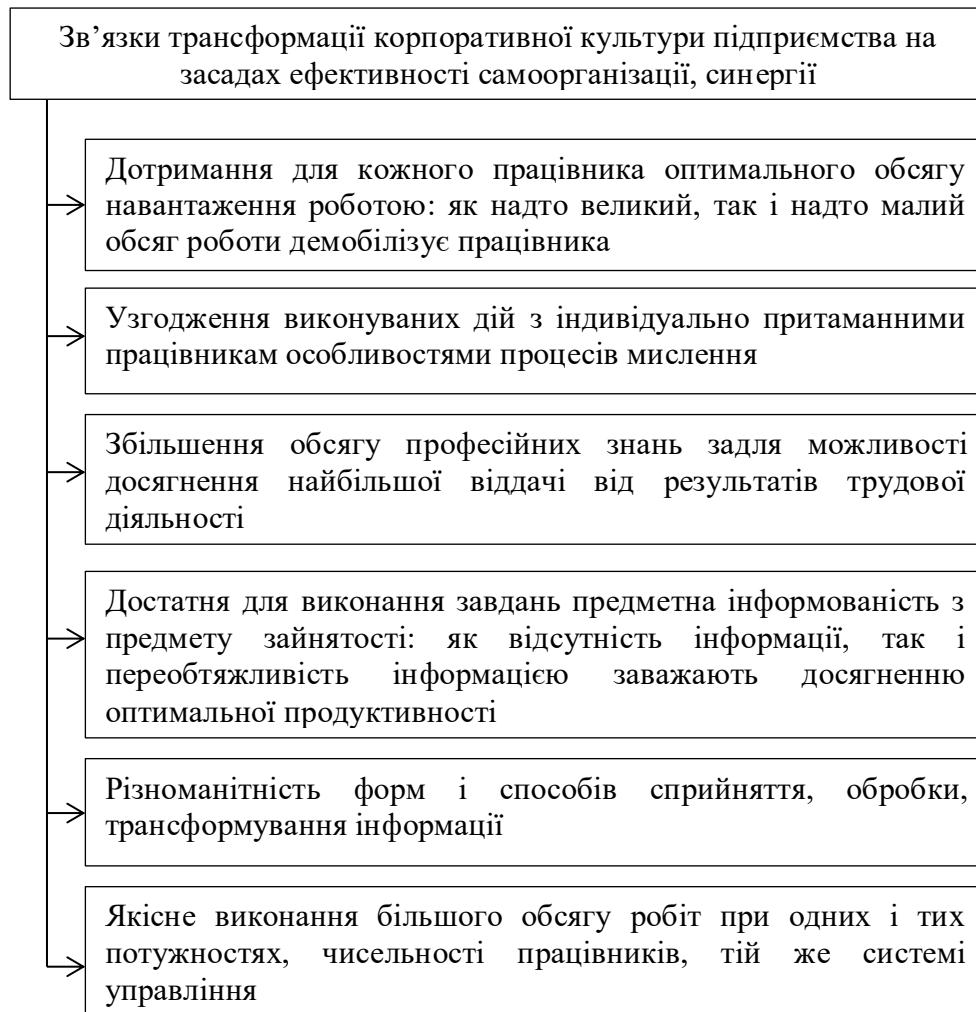 Зв’язки трансформації корпоративної культури підприємства на
засадах ефективності самоорганізації, синергії
Дотримання для кожного працівника оптимального обсягу
навантаження роботою: як надто великий, так і надто малий
обсяг роботи демобілізує працівника
Узгодження виконуваних дій з індивідуально притаманними
працівникам особливостями процесів мислення
Збільшення обсягу професійних знань задля можливості
досягнення найбільшої віддачі від результатів трудової
діяльності
Достатня для виконання завдань предметна інформованість з
предмету зайнятості: як відсутність інформації, так і
переобтяжливість інформацією заважають досягненню
оптимальної продуктивності
Різноманітність форм і способів сприйняття, обробки,
трансформування інформації
Якісне виконання більшого обсягу робіт при одних і тих
потужностях, чисельності працівників, тій же системі
управління